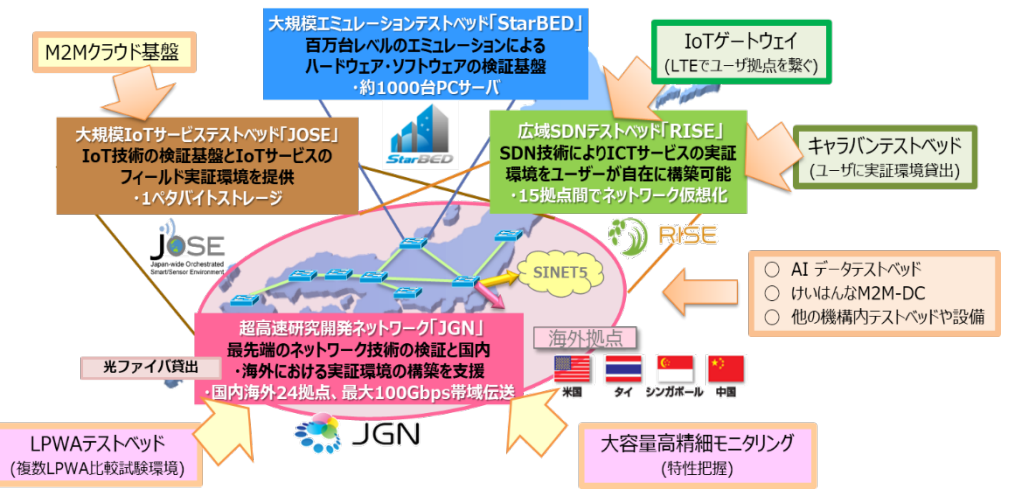 大規模エミュレーションテストベッド「StarBED」
百万台レベルのエミュレーションによる
ハードウェア・ソフトウェアの検証基盤
・約1000台PCサーバ
M2Mクラウド基盤
IoTゲートウェイ
(LTEでユーザ拠点を繋ぐ)
大規模IoTサービステストベッド「JOSE」
IoT技術の検証基盤とIoTサービスの
フィールド実証環境を提供
・1ペタバイトストレージ
StarBED
広域SDNテストベッド「RISE」
SDN技術によりICTサービスの実証
環境をユーザーが自在に構築可能
・15拠点間でネットワーク仮想化
キャラバンテストベッド
(ユーザに実証環境貸出)
JOSE
Japan-wide Orchestrated
Smart/Sensor Environment
RISE
SINET5
○ AI データテストベッド
○ けいはんなM2M-DC
○ 他の機構内テストベッドや設備
超高速研究開発ネットワーク「JGN」
最先端のネットワーク技術の検証と国内
・海外における実証環境の構築を支援
・国内海外24拠点、最大100Gbps帯域伝送
海外拠点
光ファイバ貸出
米国
タイ
シンガポール
中国
JGN
LPWAテストベッド
(複数LPWA比較試験環境)
大容量高精細モニタリング
(特性把握)